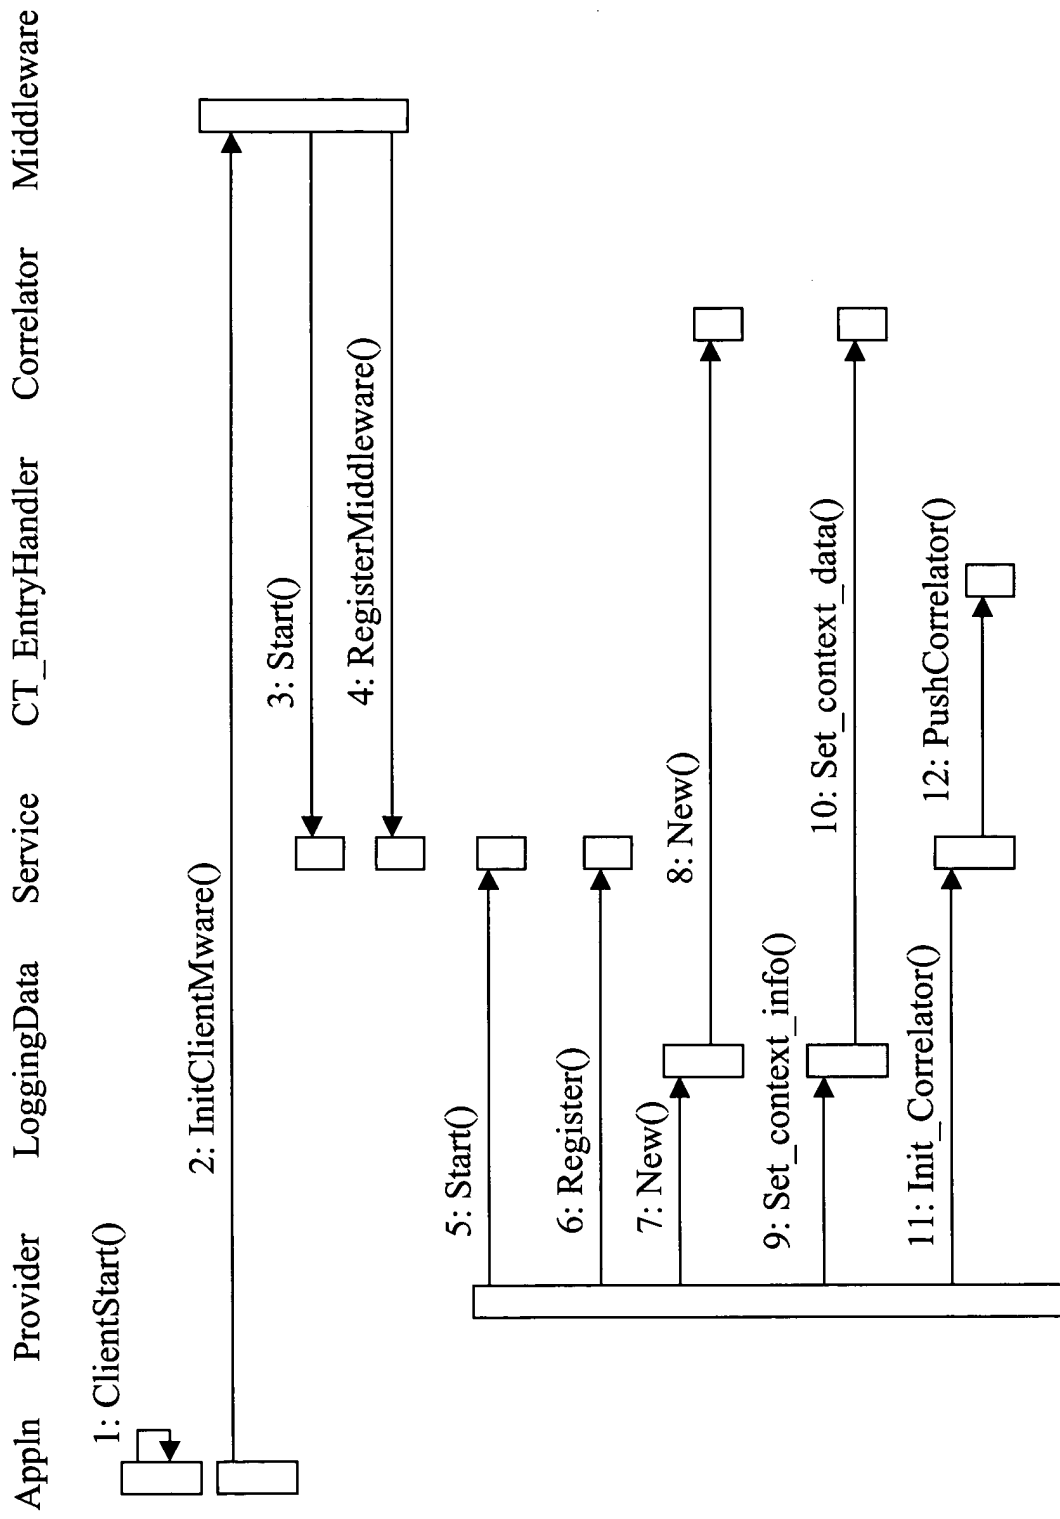 Appln Provider LoggingData Service CT_EntryHandler Correlator Middleware
1: ClientStart()
2: InitClientMware()
3: Start()
4: RegisterMiddleware()
5: Start()
6: Register()
7: New()
8: New()
9: Set_context_info()
10: Set_context_data()
11: Init_Correlator()
12: PushCorrelator()